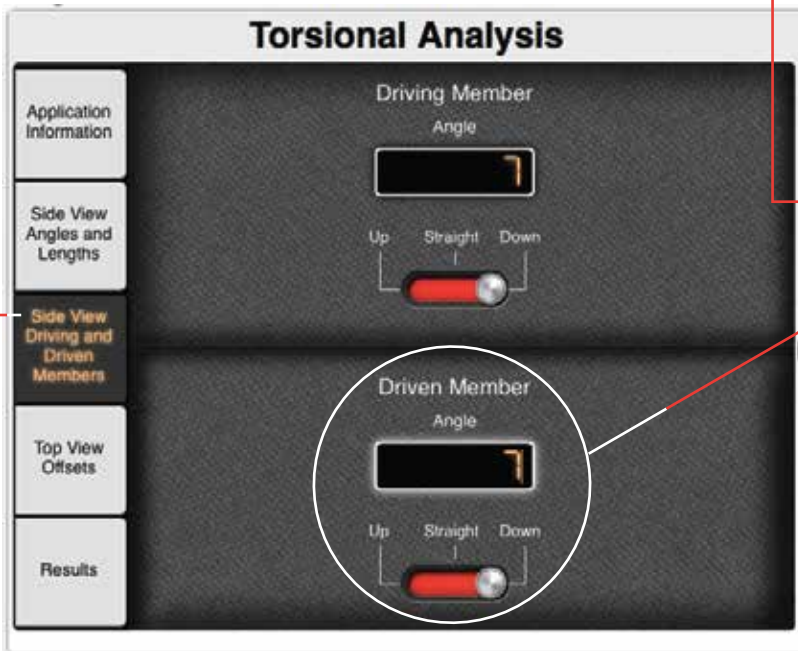 Torsional Analysis
Application
Information
Side View
Angles and
Lengths
Side View
Driving and
Driven
Members
Top View
Offsets
Results
Driving Member
Angle
7
Up Straight Down
Driven Member
Angle
7
Up Straight Down